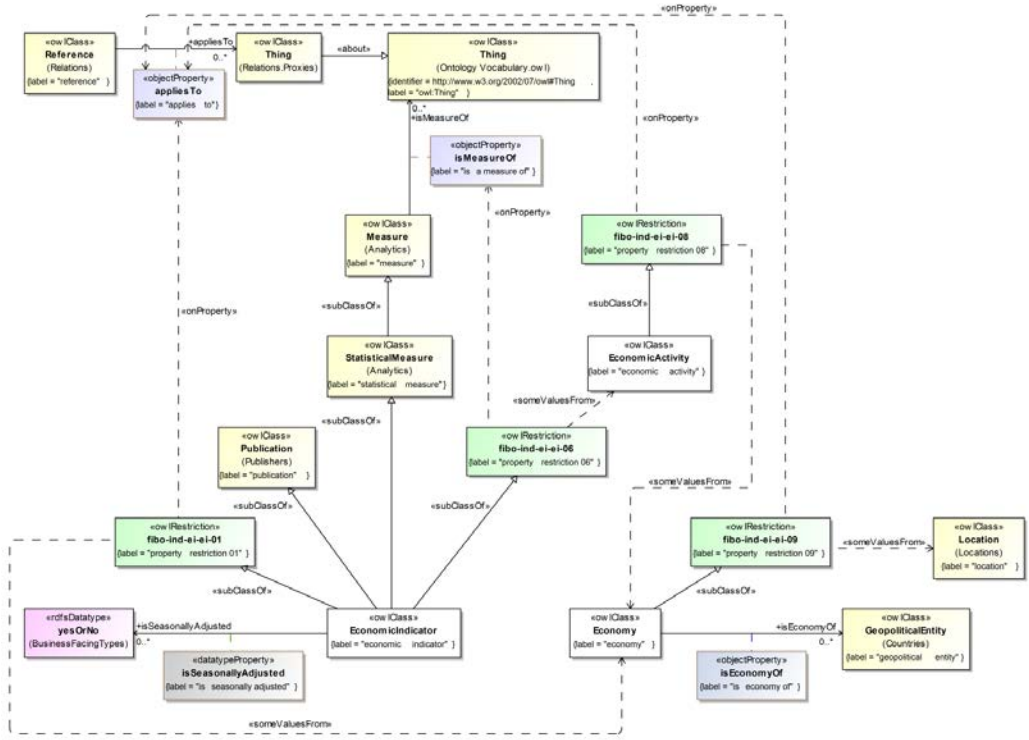 «onProperty»
«owlClass»
Reference
(Relations)
{label = "reference" }
+appliesTo
0..*
«owlClass»
Thing
(Relations.Proxies)
«about»
«owlClass»
Thing
(Ontology Vocabulary.owl)
{identifier = http://www.w3.org/2002/07/owl#Thing ,
label = "owl:Thing" }
«objectProperty»
appliesTo
{label = "applies to"}
0..*
+isMeasureOf
«onProperty»
«objectProperty»
isMeasureOf
{label = "is a measure of" }
«onProperty»
«owlClass»
Measure
(Analytics)
{label = "measure" }
«owlRestriction»
fibo-ind-ei-ei-08
{label = "property restriction 08" }
«subClassOf»
«subClassOf»
«onProperty»
«owlClass»
StatisticalMeasure
(Analytics)
{label = "statistical measure" }
«owlClass»
EconomicActivity
{label = "economic activity" }
«someValuesFrom»
«subClassOf»
«owlClass»
Publication
(Publishers)
{label = "publication" }
«owlRestriction»
fibo-ind-ei-ei-06
{label = "property restriction 06" }
«someValuesFrom»
«subClassOf»
«owlRestriction»
fibo-ind-ei-ei-01
{label = "property restriction 01" }
«subClassOf»
«owlRestriction»
fibo-ind-ei-ei-09
{label = "property restriction 09" }
«someValuesFrom»
«owlClass»
Location
(Locations)
{label = "location" }
«subClassOf»
«subClassOf»
«rdfsDatatype»
yesOrNo
(BusinessFacingTypes)
+isSeasonallyAdjusted
0..*
«owlClass»
EconomicIndicator
{label = "economic indicator" }
«owlClass»
Economy
{label = "economy" }
+isEconomyOf
0..*
«owlClass»
GeopoliticalEntity
(Countries)
{label = "geopolitical entity" }
«datatypeProperty»
isSeasonallyAdjusted
{label = "is seasonally adjusted" }
«objectProperty»
isEconomyOf
{label = "is economy of" }
«someValuesFrom»